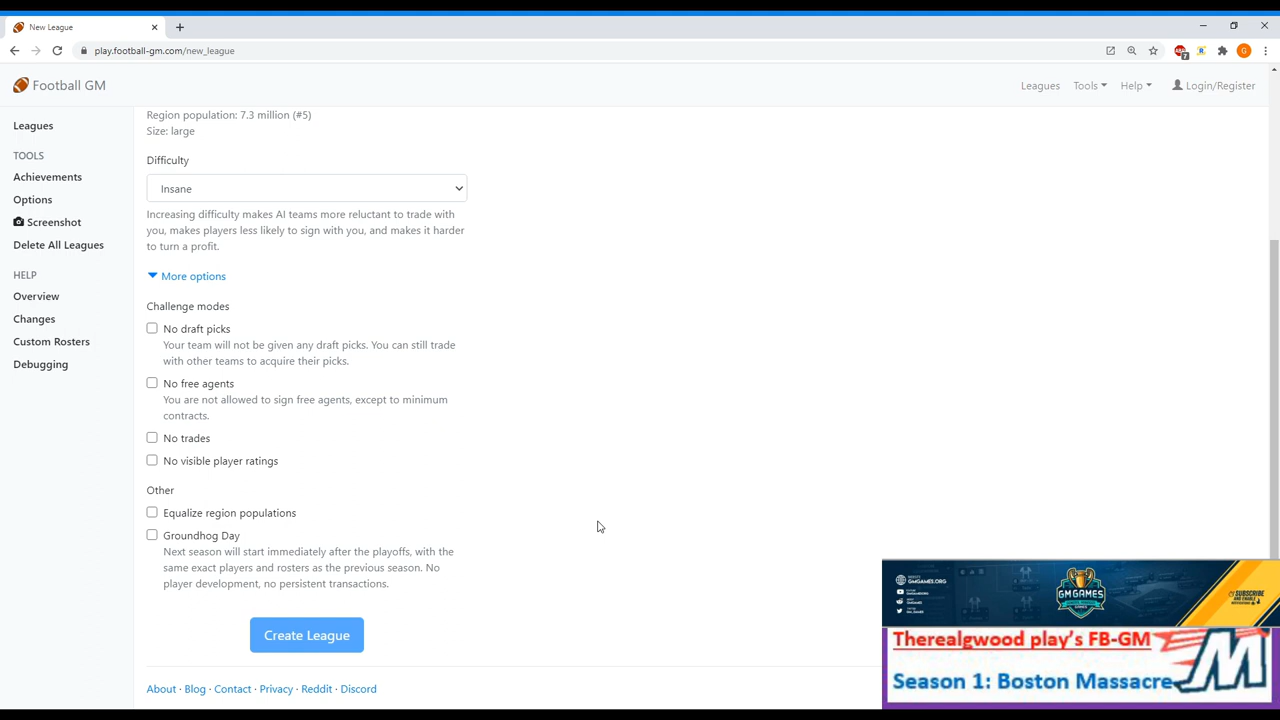 New League
play.football-gm.com/new_league
7
G
Football GM
Leagues
Tools
Help
Login/Register
Leagues
TOOLS
Achievements
Options
Screenshot
Delete All Leagues
HELP
Overview
Changes
Custom Rosters
Debugging
Region population: 7.3 million (#5)
Size: large
Difficulty
Insane
Increasing difficulty makes AI teams more reluctant to trade with
you, makes players less likely to sign with you, and makes it harder
to turn a profit.
More options
Challenge modes
No draft picks
Your team will not be given any draft picks. You can still trade
with other teams to acquire their picks.
No free agents
You are not allowed to sign free agents, except to minimum
contracts.
No trades
No visible player ratings
Other
Equalize region populations
Groundhog Day
Next season will start immediately after the playoffs, with the
same exact players and rosters as the previous season. No
player development, no persistent transactions.
Create League
About · Blog · Contact · Privacy · Reddit · Discord
GMGAMES.ORG
GMGAMES
SUBSCRIBE
Therealgwood play's FB-GM
Season 1: Boston Massacre
M